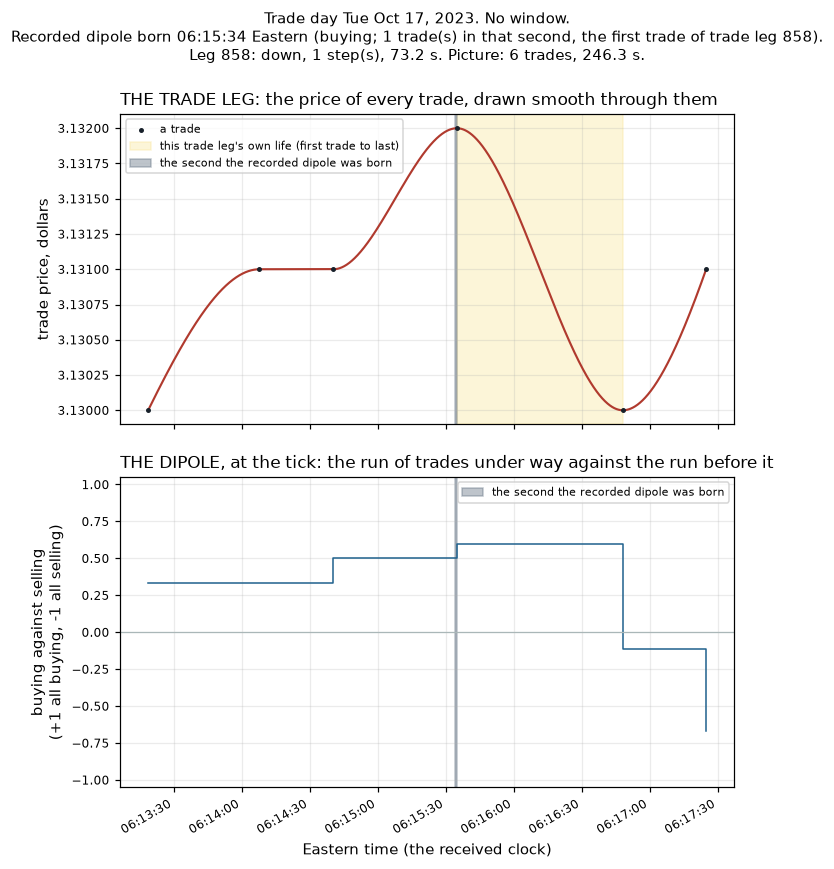 Trade day Tue Oct 17, 2023. No window.
Recorded dipole born 06:15:34 Eastern (buying; 1 trade(s) in that second, the first trade of trade leg 858).
Leg 858: down, 1 step(s), 73.2 s. Picture: 6 trades, 246.3 s.
THE TRADE LEG: the price of every trade, drawn smooth through them
a trade
this trade leg's own life (first trade to last)
the second the recorded dipole was born
3.13200
3.13175
3.13150
3.13125
3.13100
3.13075
3.13050
3.13025
3.13000
trade price, dollars
THE DIPOLE, at the tick: the run of trades under way against the run before it
the second the recorded dipole was born
1.00
0.75
0.50
0.25
0.00
−0.25
−0.50
−0.75
−1.00
buying against selling
(+1 all buying, -1 all selling)
06:13:30
06:14:00
06:14:30
06:15:00
06:15:30
06:16:00
06:16:30
06:17:00
06:17:30
Eastern time (the received clock)